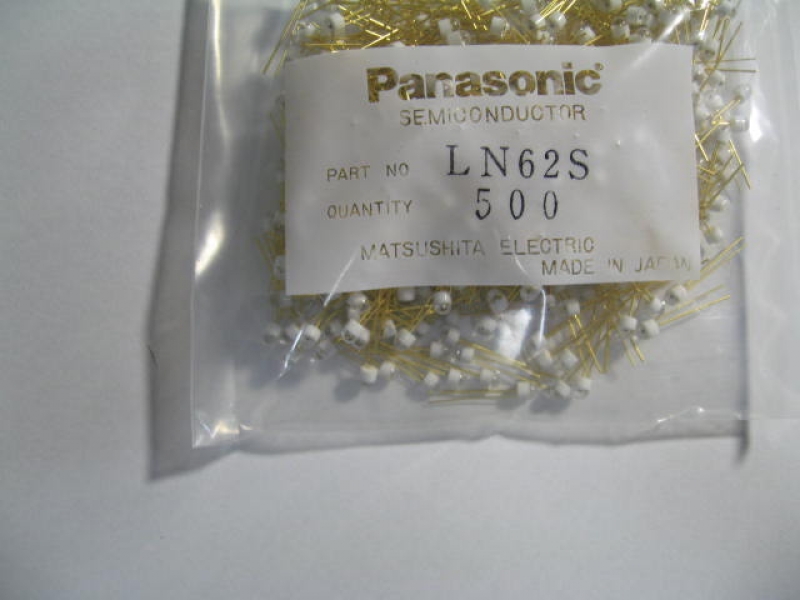 Panasonic
SEMICONDUCTOR
PART NO LN62S
QUANTITY 500
MATSUSHITA ELECTRIC
MADE IN JAPAN